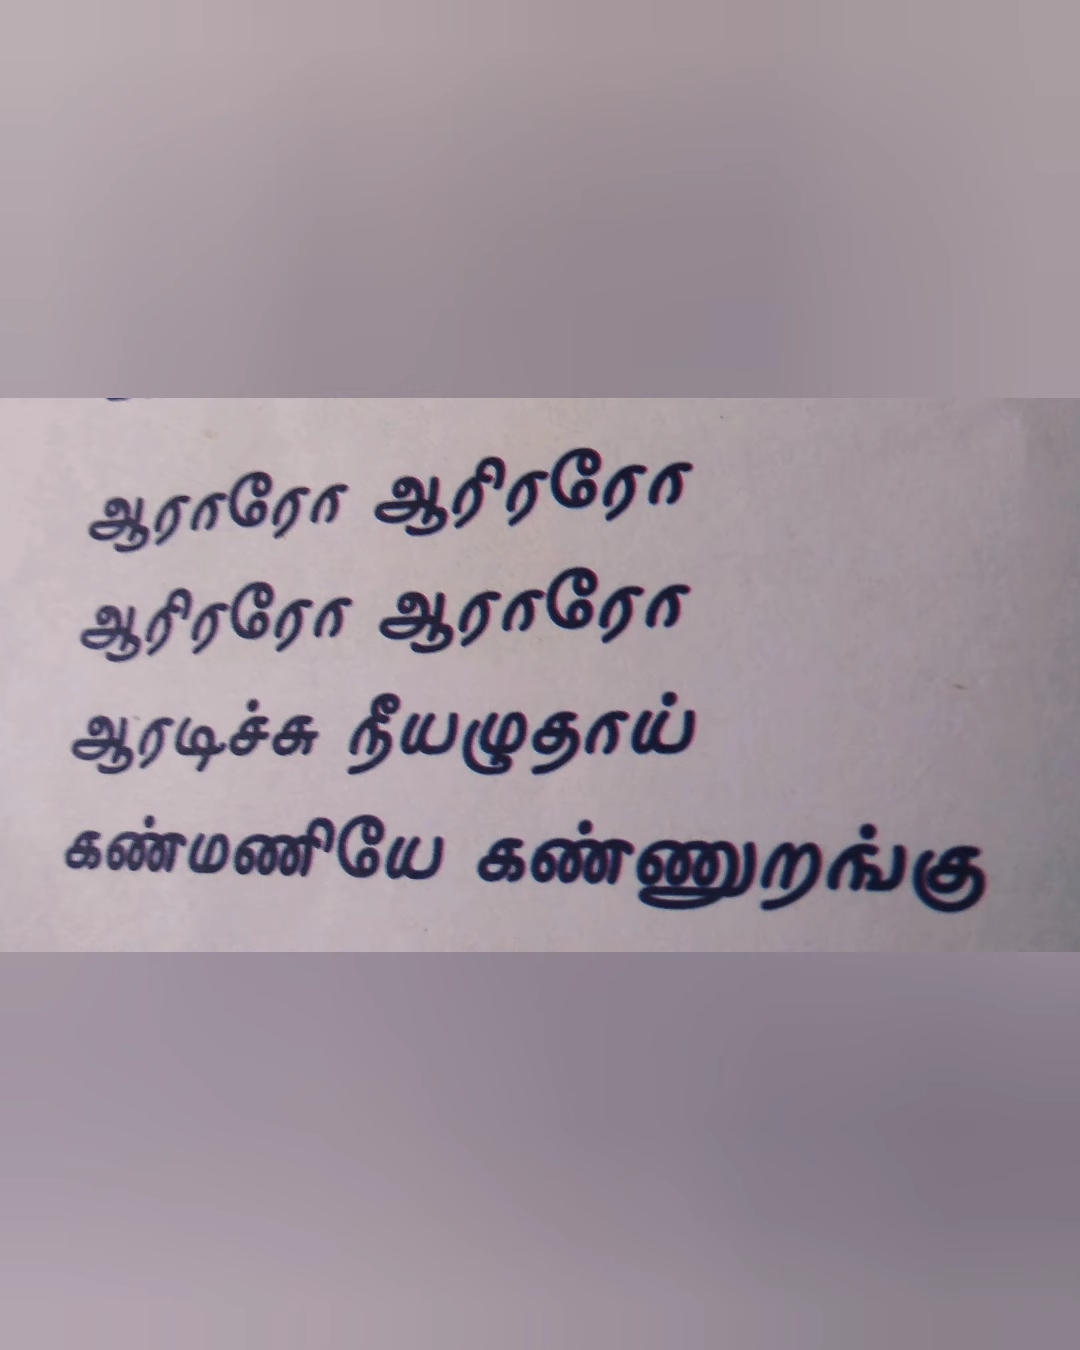 ஆராரோ ஆரிரரோ
ஆரிரரோ ஆராரோ
ஆரடிச்சு நீயழுதாய்
கண்மணியே கண்ணுறங்கு